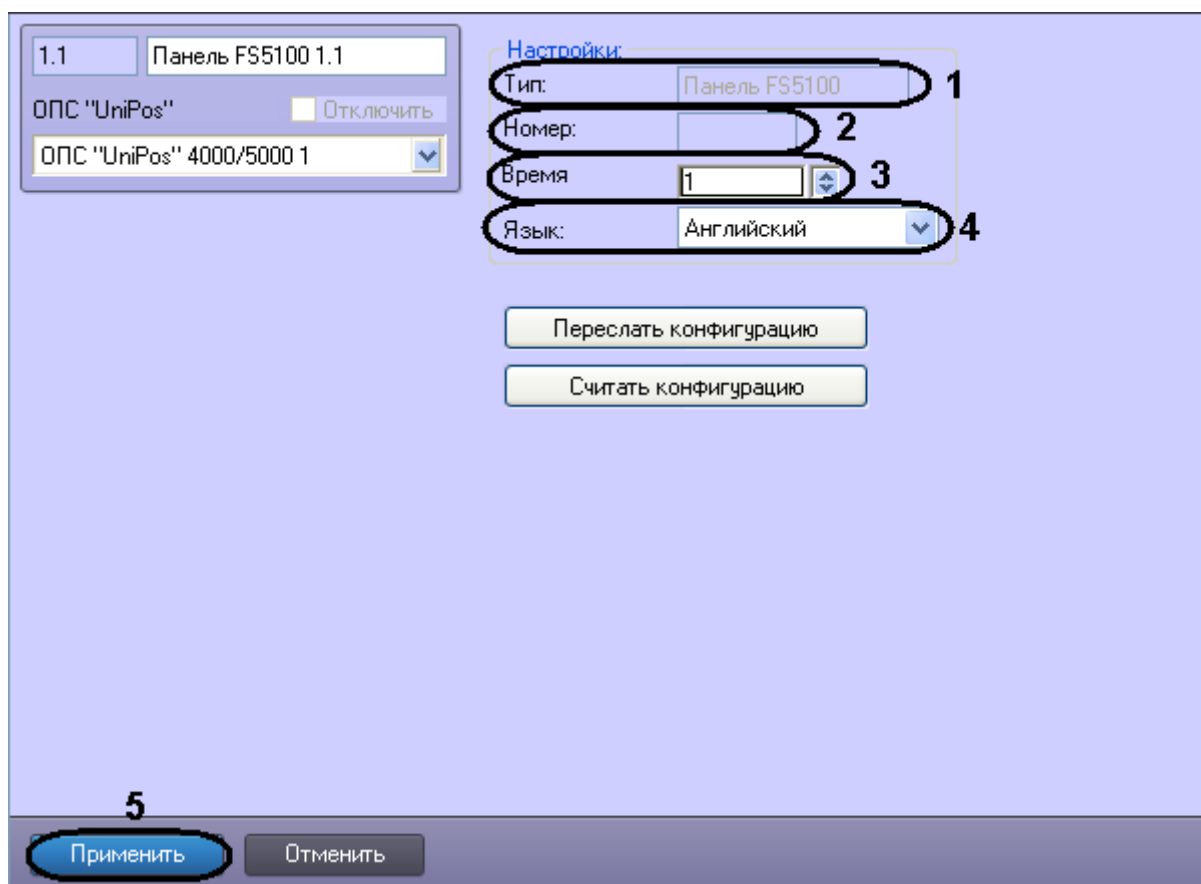 1.1 Панель FS5100 1.1
ОПС "UniPos" Отключить
ОПС "UniPos" 4000/5000 1
Настройки:
Тип: Панель FS5100 1
Номер: 2
Время 1 3
Язык: Английский 4
Переслать конфигурацию
Считать конфигурацию
5
Применить Отменить